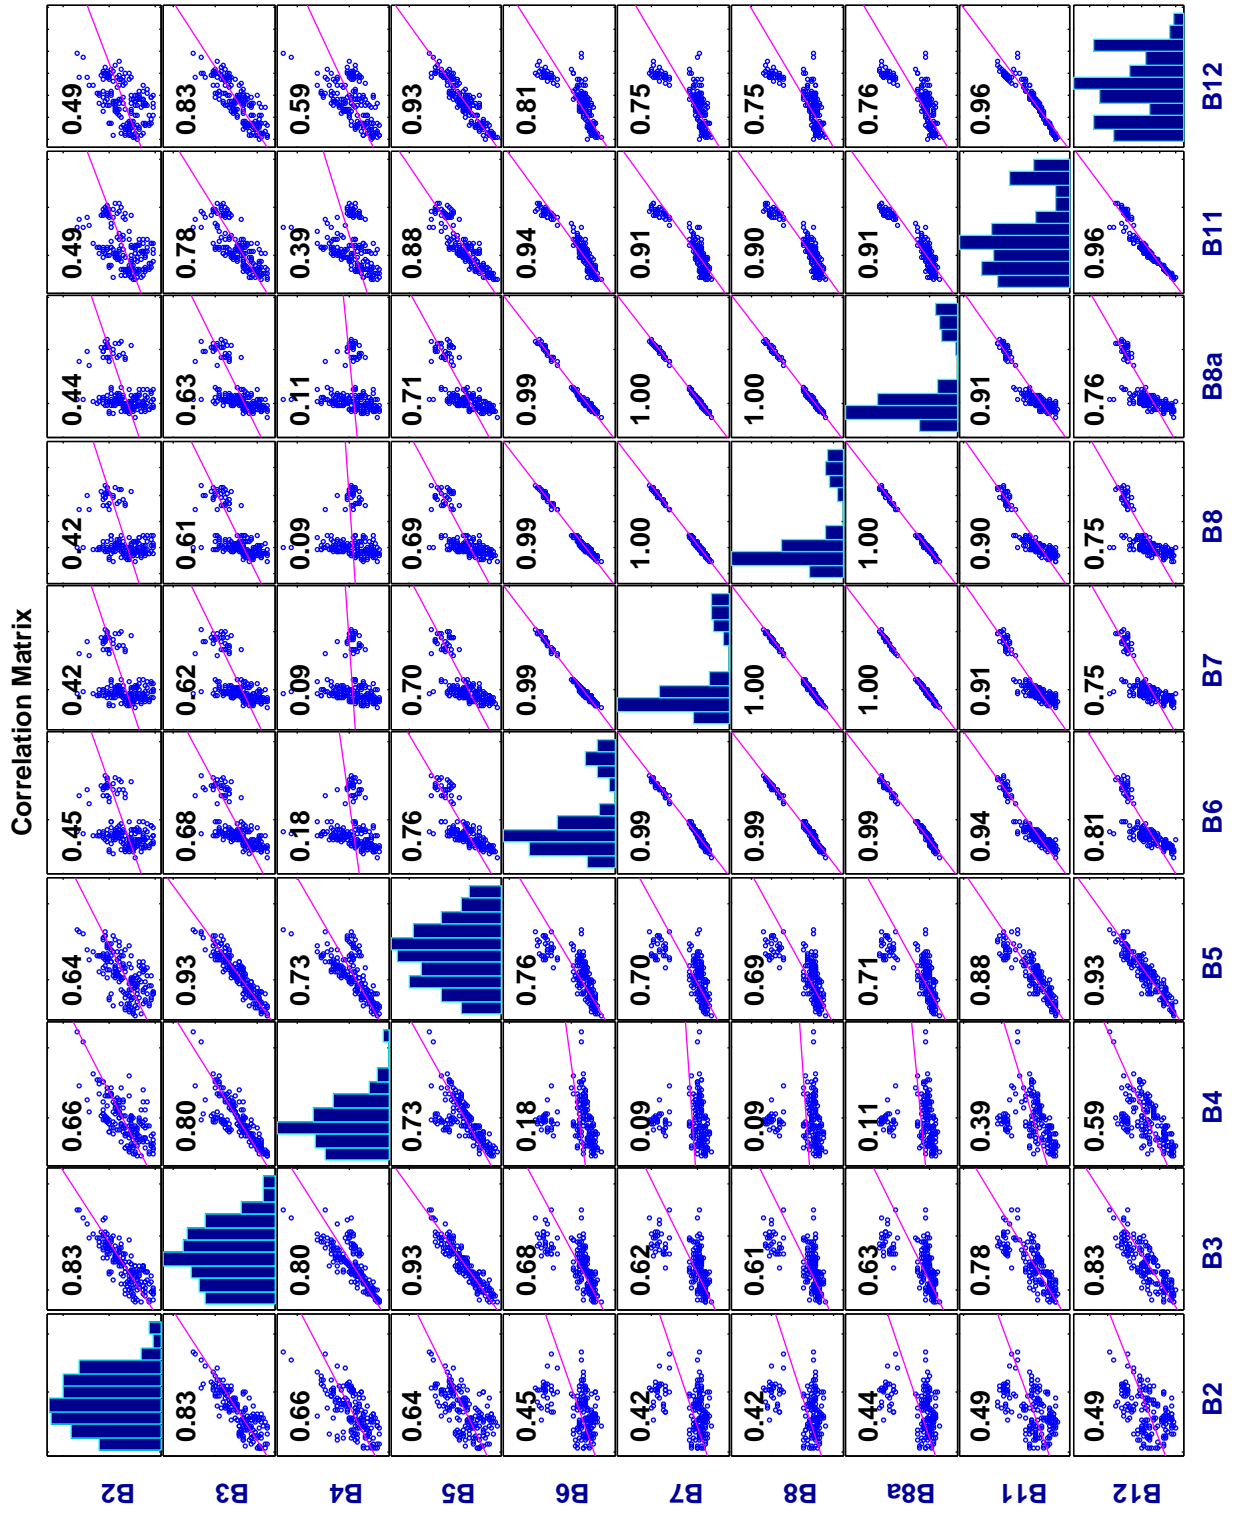 Correlation Matrix
B2 0.83 0.66 0.64 0.45 0.42 0.42 0.44 0.49 0.49
B3 0.83 0.80 0.93 0.68 0.62 0.61 0.63 0.78 0.83
B4 0.66 0.80 0.73 0.18 0.09 0.09 0.11 0.39 0.59
B5 0.64 0.93 0.73 0.76 0.70 0.69 0.71 0.88 0.93
B6 0.45 0.68 0.18 0.76 0.99 0.99 0.99 0.94 0.81
B7 0.42 0.62 0.09 0.70 0.99 1.00 1.00 0.91 0.75
B8 0.42 0.61 0.09 0.69 0.99 1.00 1.00 0.90 0.75
B8a 0.44 0.63 0.11 0.71 0.99 1.00 1.00 0.91 0.76
B11 0.49 0.78 0.39 0.88 0.94 0.91 0.90 0.91 0.96
B12 0.49 0.83 0.59 0.93 0.81 0.75 0.75 0.76 0.96
B2 B3 B4 B5 B6 B7 B8 B8a B11 B12